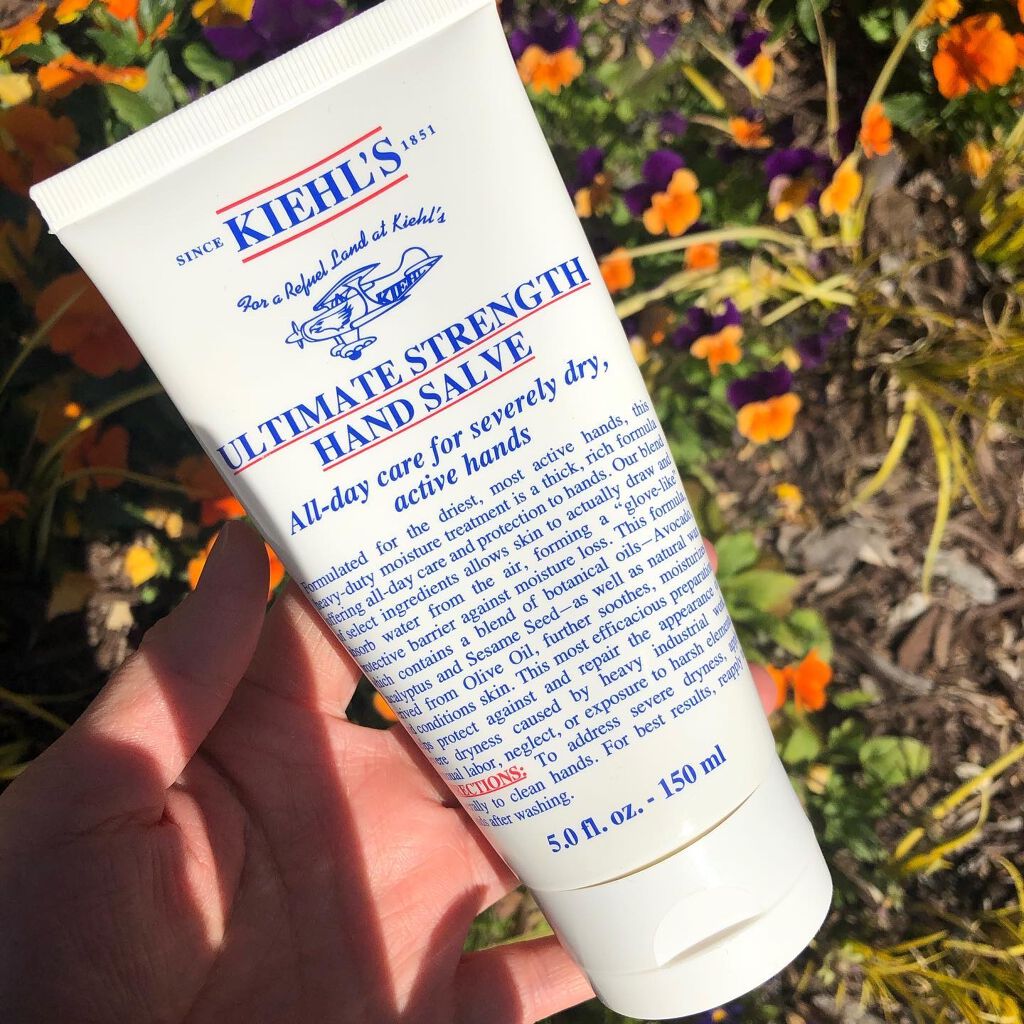 SINCE KIEHL'S 1851
For a Refuel Land at Kiehl's
KIEHL
ULTIMATE STRENGTH
HAND SALVE
All-day care for severely dry,
active hands
Formulated for the driest, most active hands, this
heavy-duty moisture treatment is a thick, rich formula
offering all-day care and protection to hands. Our blend
of select ingredients allows skin to actually draw and
absorb water from the air, forming a "glove-like"
protective barrier against moisture loss. This formula,
which contains a blend of botanical oils—Avocado,
Eucalyptus and Sesame Seed—as well as natural wax
derived from Olive Oil, further soothes, moisturizes
and conditions skin. This most efficacious preparation
helps protect against and repair the appearance of
severe dryness caused by heavy industrial work,
manual labor, neglect, or exposure to harsh elements.
DIRECTIONS: To address severe dryness,
to clean hands. For best results, reapply
after washing.
5.0 fl. oz. - 150 ml